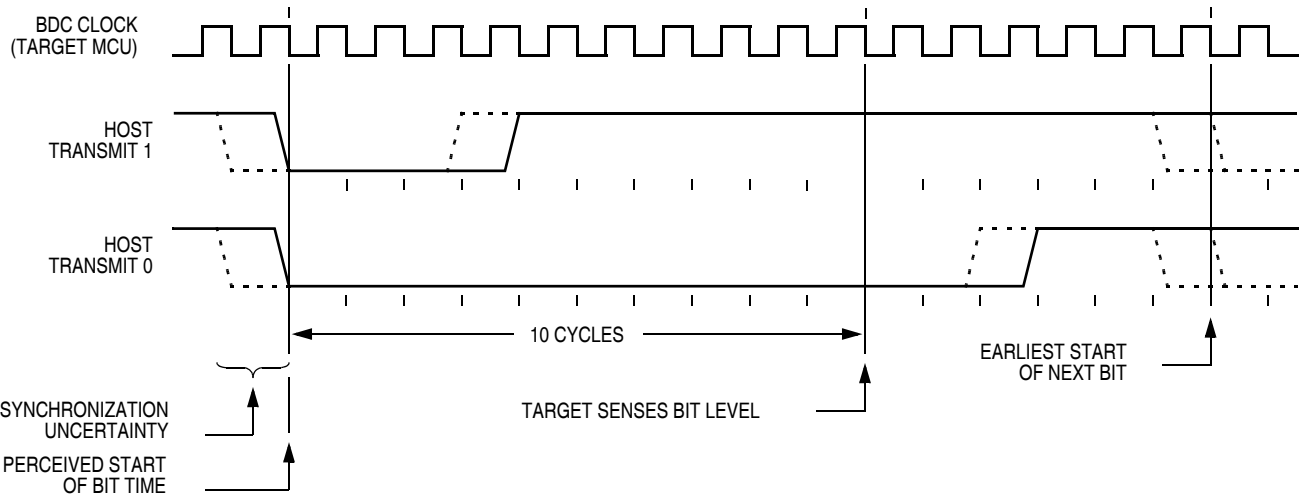 BDC CLOCK
(TARGET MCU)
HOST
TRANSMIT 1
HOST
TRANSMIT 0
10 CYCLES
EARLIEST START
OF NEXT BIT
SYNCHRONIZATION
UNCERTAINTY
TARGET SENSES BIT LEVEL
PERCEIVED START
OF BIT TIME